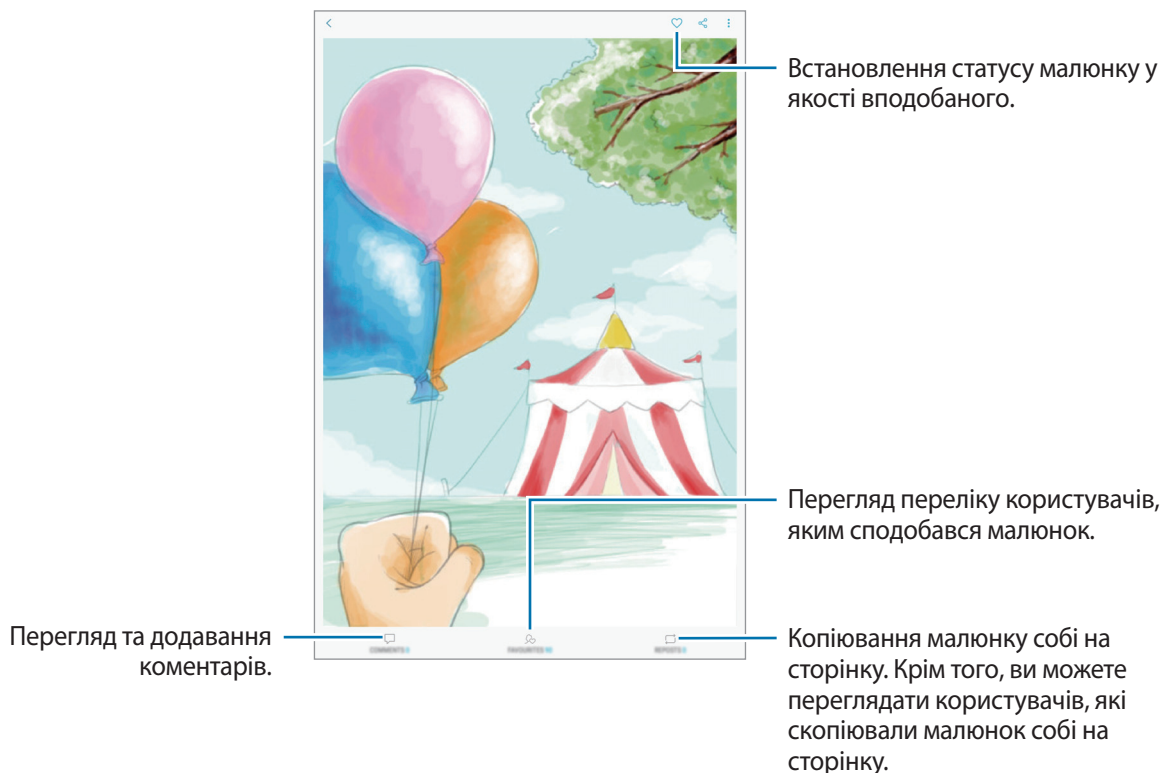 Встановлення статусу малюнку у
якості вподобаного.
Перегляд переліку користувачів,
яким сподобався малюнок.
Перегляд та додавання
коментарів.
COMMENTS
FAVOURITES
REPOSTS
Копіювання малюнку собі на
сторінку. Крім того, ви можете
переглядати користувачів, які
скопіювали малюнок собі на
сторінку.